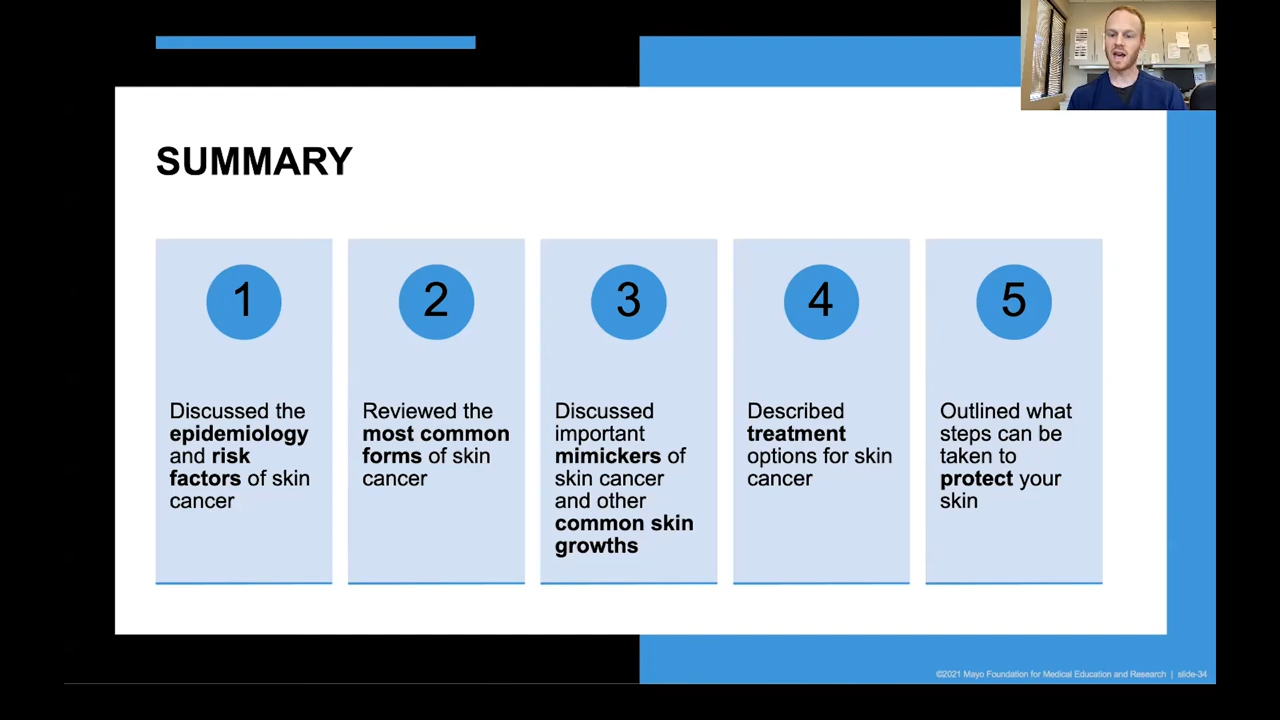 SUMMARY
1
Discussed the
epidemiology
and risk
factors of skin
cancer
2
Reviewed the
most common
forms of skin
cancer
3
Discussed
important
mimickers of
skin cancer
and other
common skin
growths
4
Described
treatment
options for skin
cancer
5
Outlined what
steps can be
taken to
protect your
skin
©2021 Mayo Foundation for Medical Education and Research | slide-34